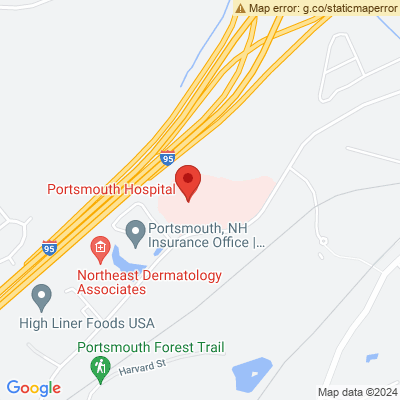 Map error: g.co/staticmaperror
95
Portsmouth Hospital
Portsmouth, NH
Insurance Office |...
95
Northeast Dermatology
Associates
High Liner Foods USA
Portsmouth Forest Trail
Harvard St
Google
Map data ©2024